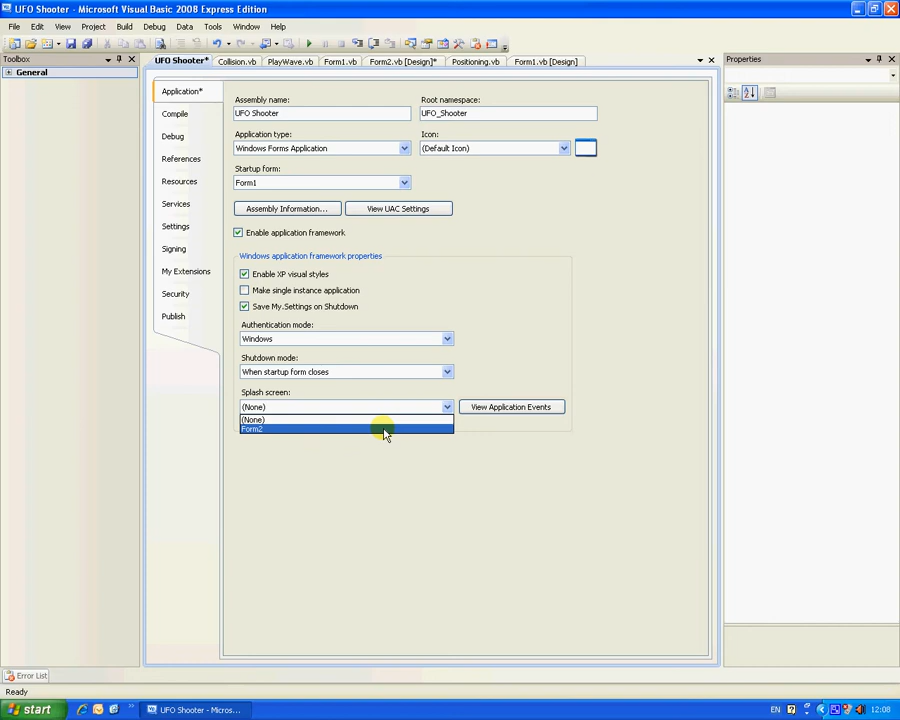 UFO Shooter - Microsoft Visual Basic 2008 Express Edition
File Edit View Project Build Debug Data Tools Window Help
Toolbox
UFO Shooter* Collision.vb PlayWave.vb Form1.vb Form2.vb [Design]* Positioning.vb Form1.vb [Design]
Properties
General
Application*
Compile
Debug
References
Resources
Services
Settings
Signing
My Extensions
Security
Publish
Assembly name: Root namespace:
UFO Shooter UFO_Shooter
Application type: Icon:
Windows Forms Application (Default Icon)
Startup form:
Form1
Assembly Information... View UAC Settings
Enable application framework
Windows application framework properties
Enable XP visual styles
Make single instance application
Save My.Settings on Shutdown
Authentication mode:
Windows
Shutdown mode:
When startup form closes
Splash screen:
(None) View Application Events
(None)
Form2
Error List
Ready
start UFO Shooter - Micros... EN 12:08